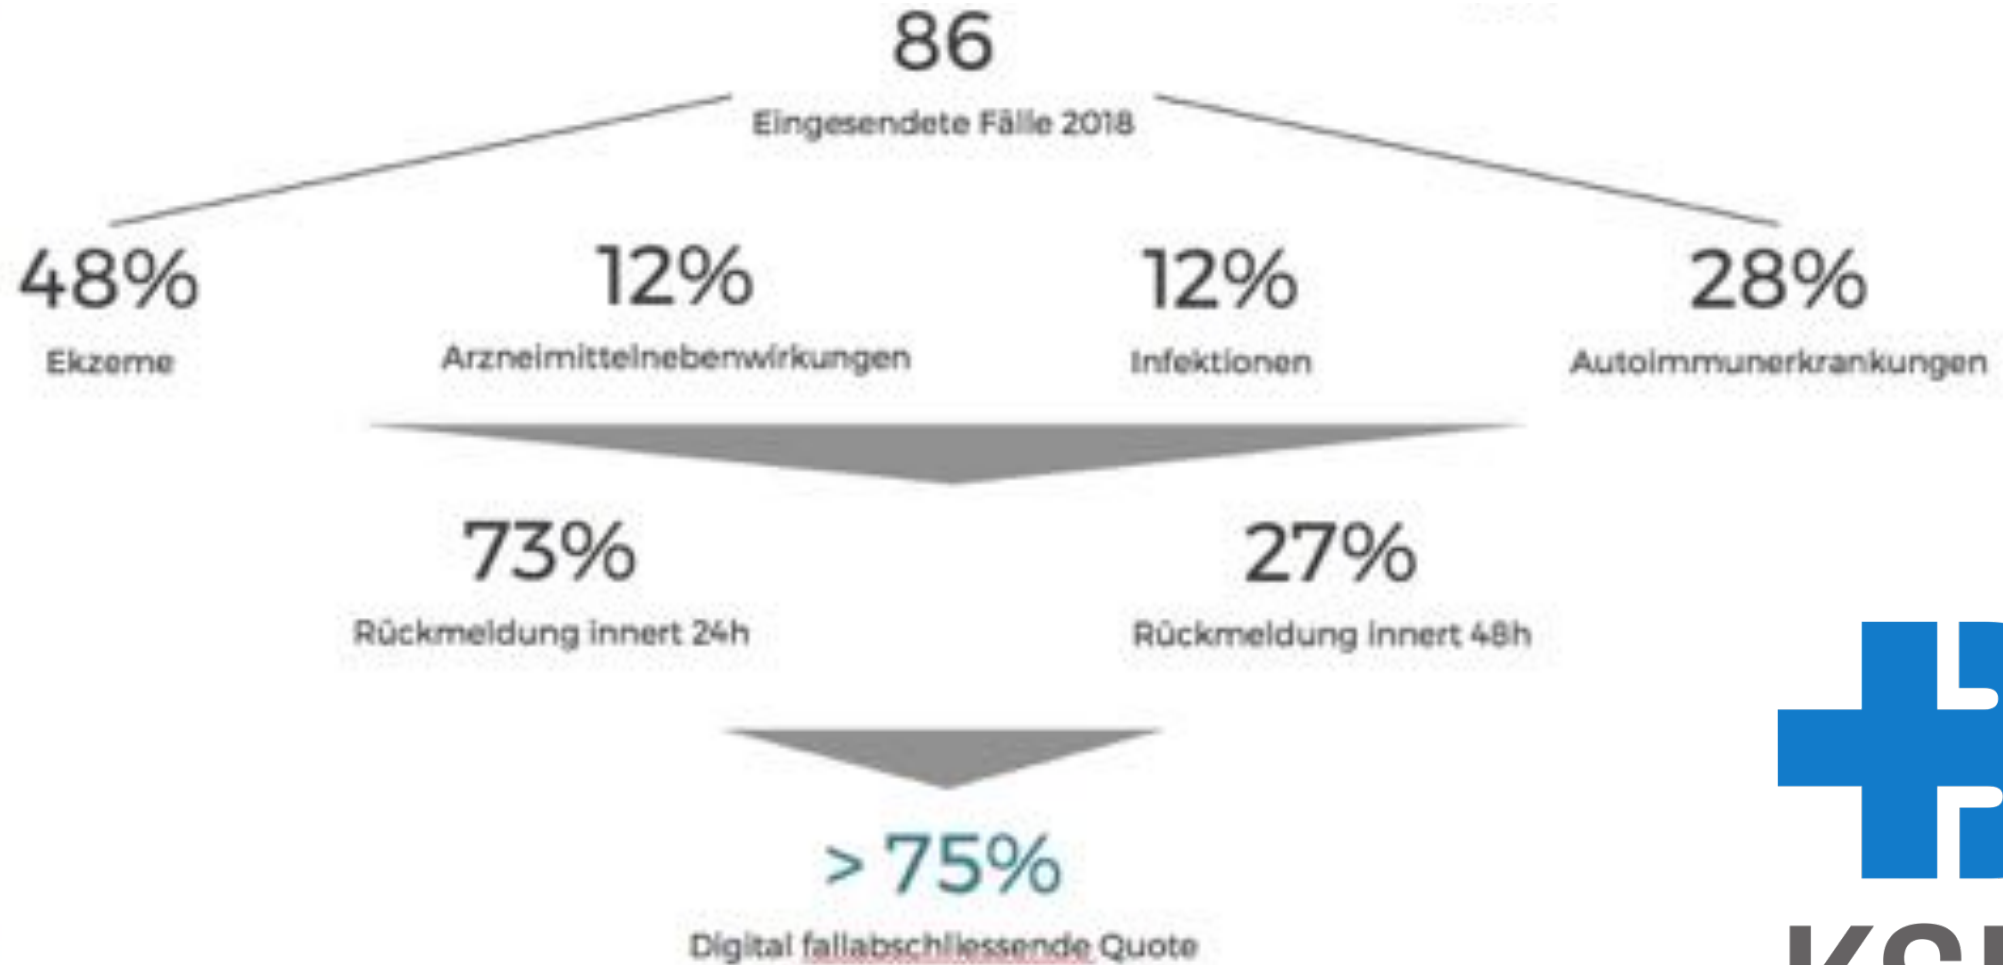 86
Eingesendete Fälle 2018
48%
12%
12%
28%
Ekzeme
Arzneimittelnebenwirkungen
Infektionen
Autoimmunerkrankungen
73%
27%
Rückmeldung innert 24h
Rückmeldung innert 48h
> 75%
Digital fallabschliessende Quote